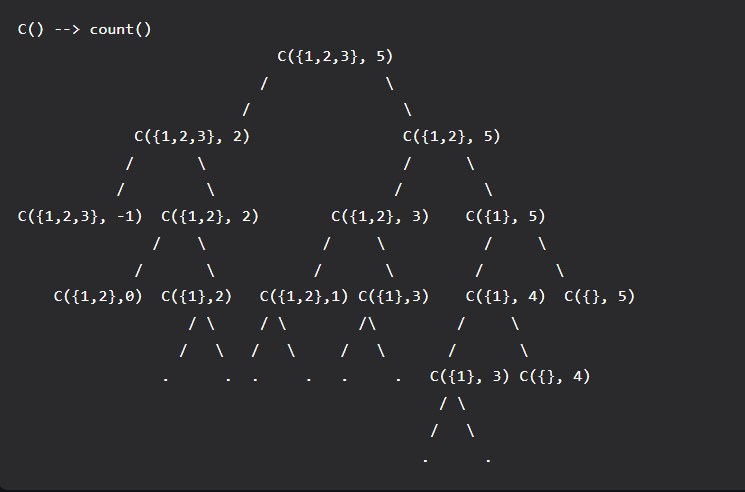 C() --> count()
                             C({1,2,3}, 5)
                           /             \
                         /                 \
             C({1,2,3}, 2)                 C({1,2}, 5)
            /       \                      /      \
           /         \                    /         \
C({1,2,3}, -1)  C({1,2}, 2)        C({1,2}, 3)    C({1}, 5)
               /    \             /     \           /     \
             /       \           /       \         /        \
    C({1,2},0)  C({1},2)   C({1,2},1) C({1},3)    C({1}, 4)  C({}, 5)
                   / \     / \        /\         /     \
                  /   \   /   \     /   \       /       \
                .      .  .     .   .     .   C({1}, 3) C({}, 4)
                                               / \
                                              /   \
                                             .      .